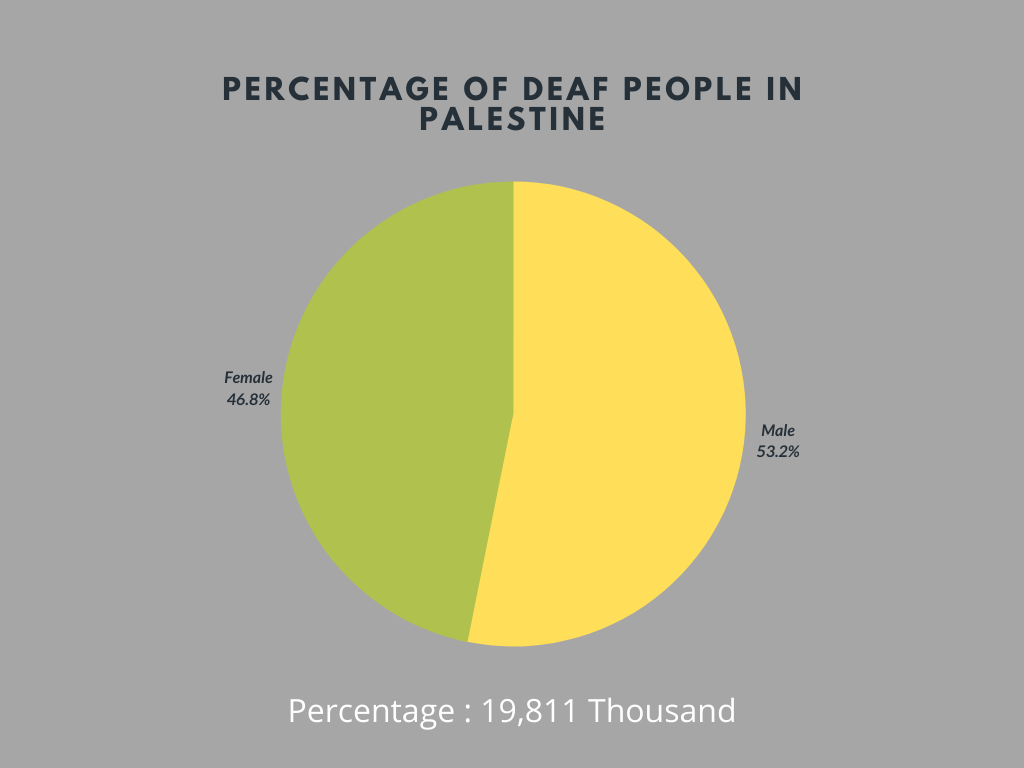 PERCENTAGE OF DEAF PEOPLE IN
PALESTINE
Female
46.8%
Male
53.2%
Percentage : 19,811 Thousand